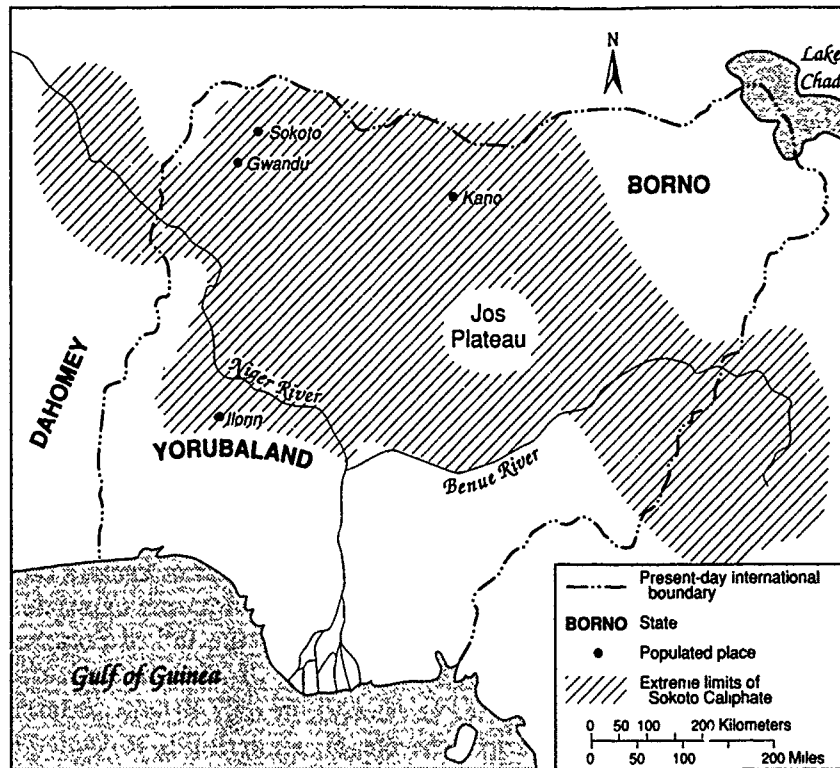 N
Lake
Chad
Sokoto
Gwandu
Kano
BORNO
Jos
Plateau
DAHOMEY
Niger River
Ilorin
YORUBALAND
Benue River
Gulf of Guinea
Present-day international
boundary
BORNO State
Populated place
Extreme limits of
Sokoto Caliphate
0 50 100 200 Kilometers
0 50 100 200 Miles